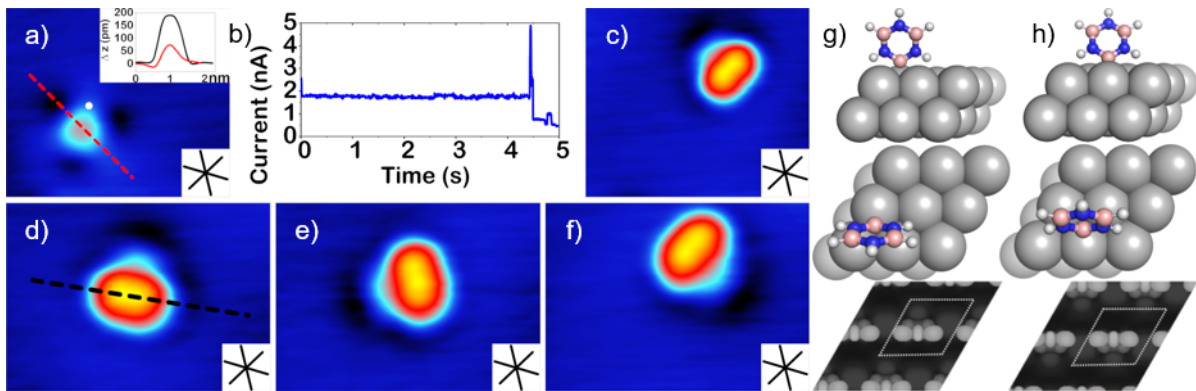 a)
200
150
100
50
0
Δ z (pm)
0 1 2nm
b)
5
4
3
2
1
0
Current (nA)
0 1 2 3 4 5
Time (s)
c)
g)
h)
d)
e)
f)